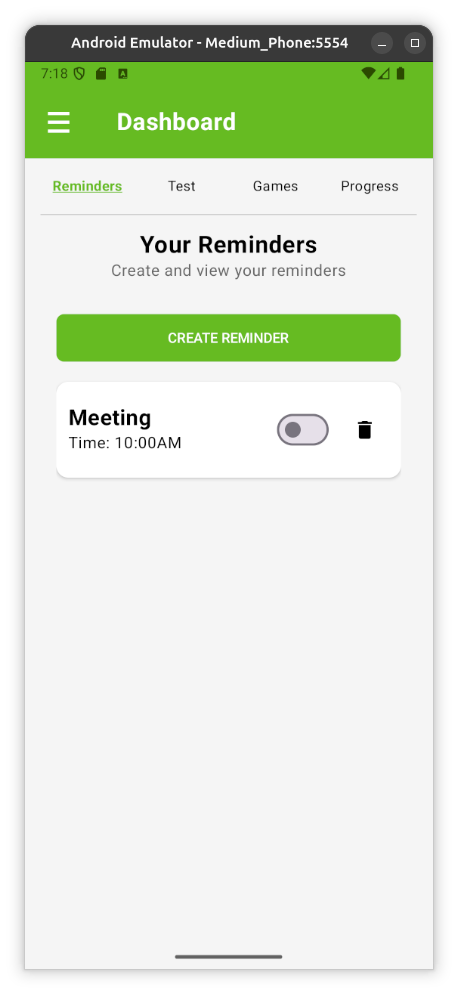 Android Emulator - Medium_Phone:5554
7:18
A
Dashboard
Reminders Test Games Progress
Your Reminders
Create and view your reminders
CREATE REMINDER
Meeting
Time: 10:00AM